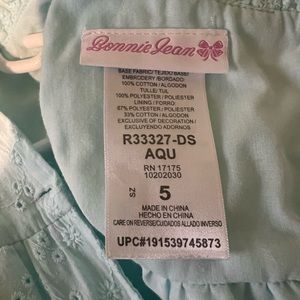 Bonnie Jean
BASE FABRIC/TEJIDO BASE/
EMBROIDERY/BORDADO:
100% COTTON / ALGODON
TULLE/TUL
100% POLYESTER / POLIESTER
LINING / FORRO
67% POLYESTER / POLIESTER
33% COTTON / ALGODON
EXCLUSIVE OF DECORATION /
EXCLUYENDO ADORNOS
R33327-DS
AQU
RN 17175
10202030
SZ 5
MADE IN CHINA
HECHO EN CHINA
CARE ON REVERSE/CUIDADOS ALLADO INVERSO
UPC#191539745873